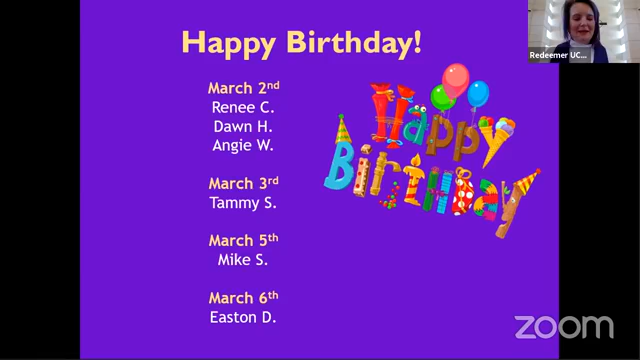 Happy Birthday!
Redeemer UC...
March 2nd
Renee C.
Dawn H.
Angie W.
March 3rd
Tammy S.
March 5th
Mike S.
March 6th
Easton D.
Happy
Birthday
zoom